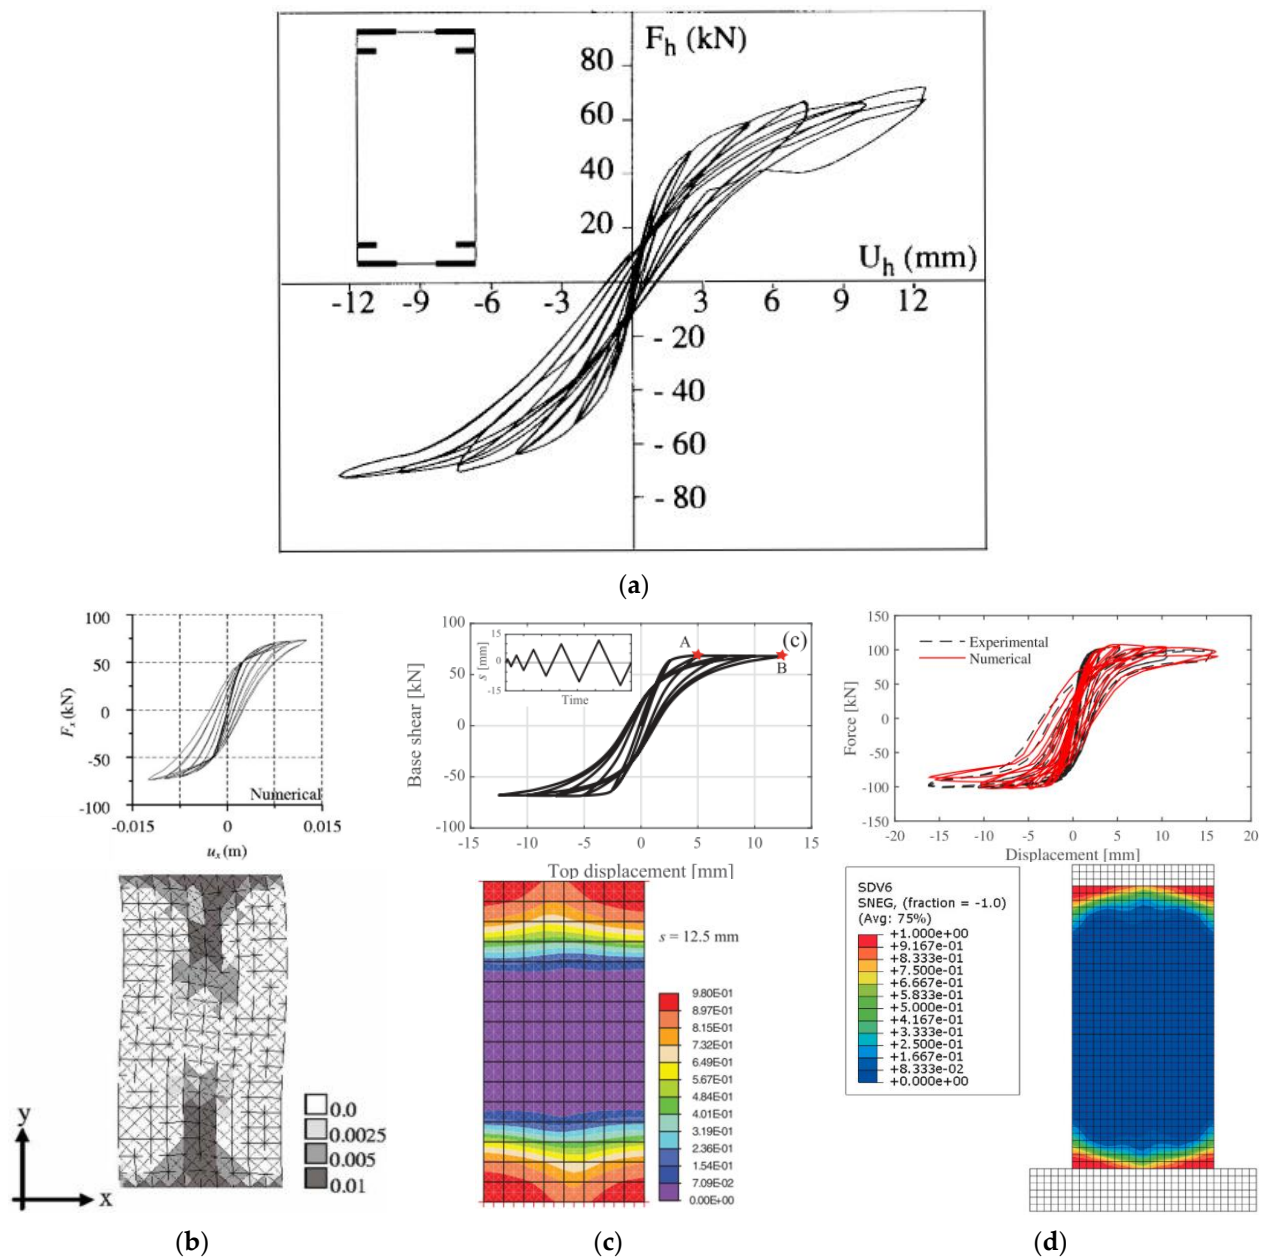 F_h (kN)
80
60
40
20
U_h (mm)
-12 -9 -6 -3 3 6 9 12
- 20
- 40
- 60
- 80
(a)
100
50
0
-50
-100
F_x (kN)
Numerical
-0.015 0 0.015
u_x (m)
0.0
0.0025
0.005
0.01
y
x
(b)
100
50
0
-50
-100
Base shear [kN]
15
0
-15
s [mm]
Time
A
(c)
B
-15 -10 -5 0 5 10 15
Top displacement [mm]
s = 12.5 mm
9.80E-01
8.97E-01
8.15E-01
7.32E-01
6.49E-01
5.67E-01
4.84E-01
4.01E-01
3.19E-01
2.36E-01
1.54E-01
7.09E-02
0.00E+00
(c)
150
100
50
0
-50
-100
-150
Force [kN]
Experimental
Numerical
-20 -15 -10 -5 0 5 10 15 20
Displacement [mm]
SDV6
SNEG, (fraction = -1.0)
(Avg: 75%)
+1.000e+00
+9.167e-01
+8.333e-01
+7.500e-01
+6.667e-01
+5.833e-01
+5.000e-01
+4.167e-01
+3.333e-01
+2.500e-01
+1.667e-01
+8.333e-02
+0.000e+00
(d)